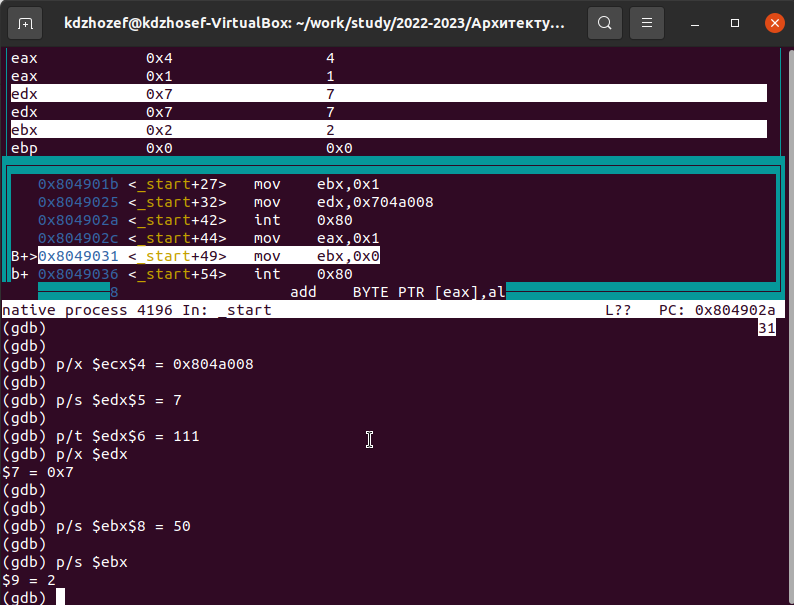 kdzhozef@kdzhosef-VirtualBox: ~/work/study/2022-2023/Архитекту...
eax 0x4 4
eax 0x1 1
edx 0x7 7
edx 0x7 7
ebx 0x2 2
ebp 0x0 0x0
0x804901b <_start+27> mov ebx,0x1
0x8049025 <_start+32> mov edx,0x704a008
0x804902a <_start+42> int 0x80
0x804902c <_start+44> mov eax,0x1
B+>0x8049031 <_start+49> mov ebx,0x0
b+ 0x8049036 <_start+54> int 0x80
8 add BYTE PTR [eax],al
native process 4196 In: _start L?? PC: 0x804902a
(gdb) 31
(gdb)
(gdb) p/x $ecx$4 = 0x804a008
(gdb)
(gdb) p/s $edx$5 = 7
(gdb)
(gdb) p/t $edx$6 = 111
(gdb) p/x $edx
$7 = 0x7
(gdb)
(gdb)
(gdb) p/s $ebx$8 = 50
(gdb)
(gdb) p/s $ebx
$9 = 2
(gdb)